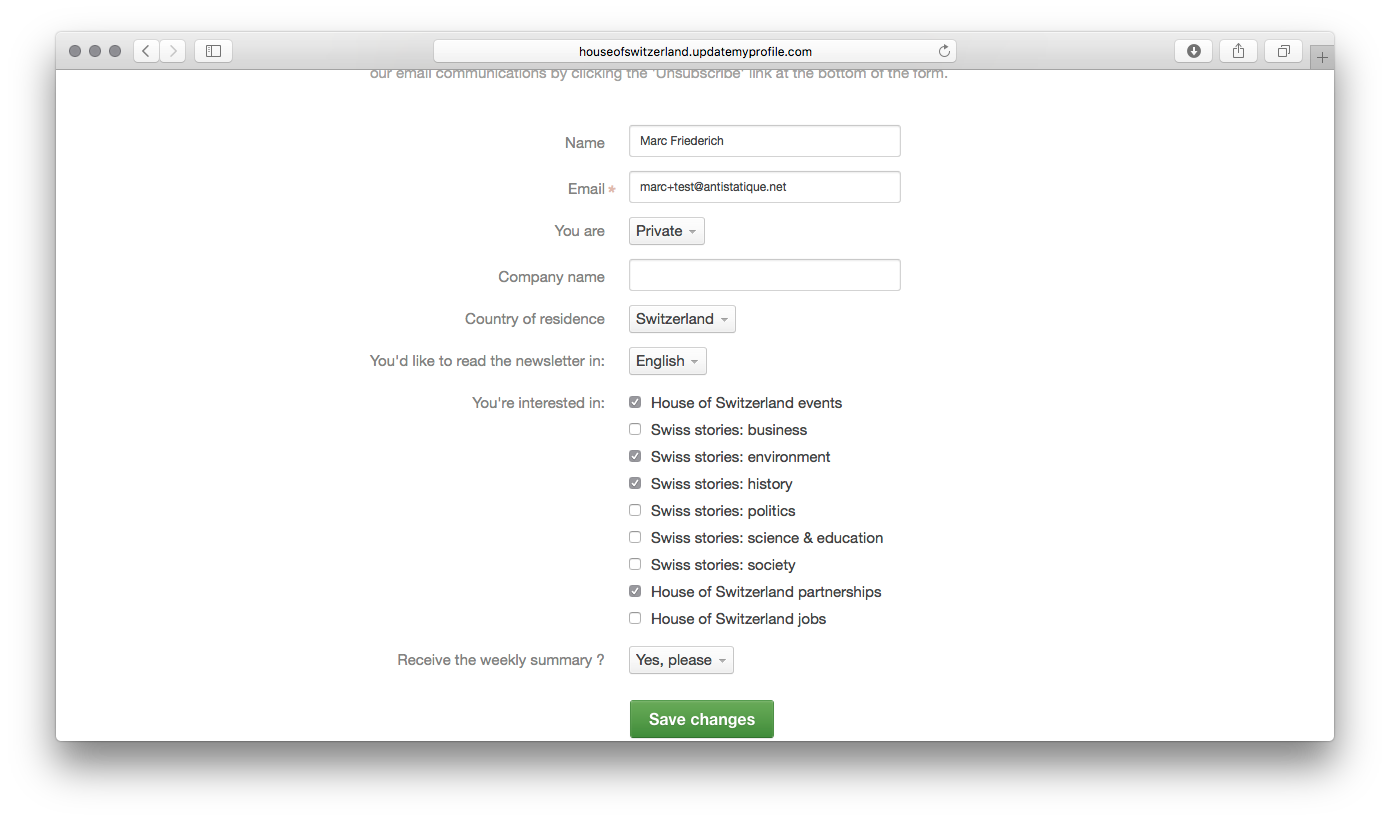 houseofswitzerland.updatemyprofile.com
our email communications by clicking the 'Unsubscribe' link at the bottom of the form.
Name Marc Friederich
Email * marc+test@antistatique.net
You are Private
Company name
Country of residence Switzerland
You'd like to read the newsletter in: English
You're interested in: House of Switzerland events
Swiss stories: business
Swiss stories: environment
Swiss stories: history
Swiss stories: politics
Swiss stories: science & education
Swiss stories: society
House of Switzerland partnerships
House of Switzerland jobs
Receive the weekly summary ? Yes, please
Save changes